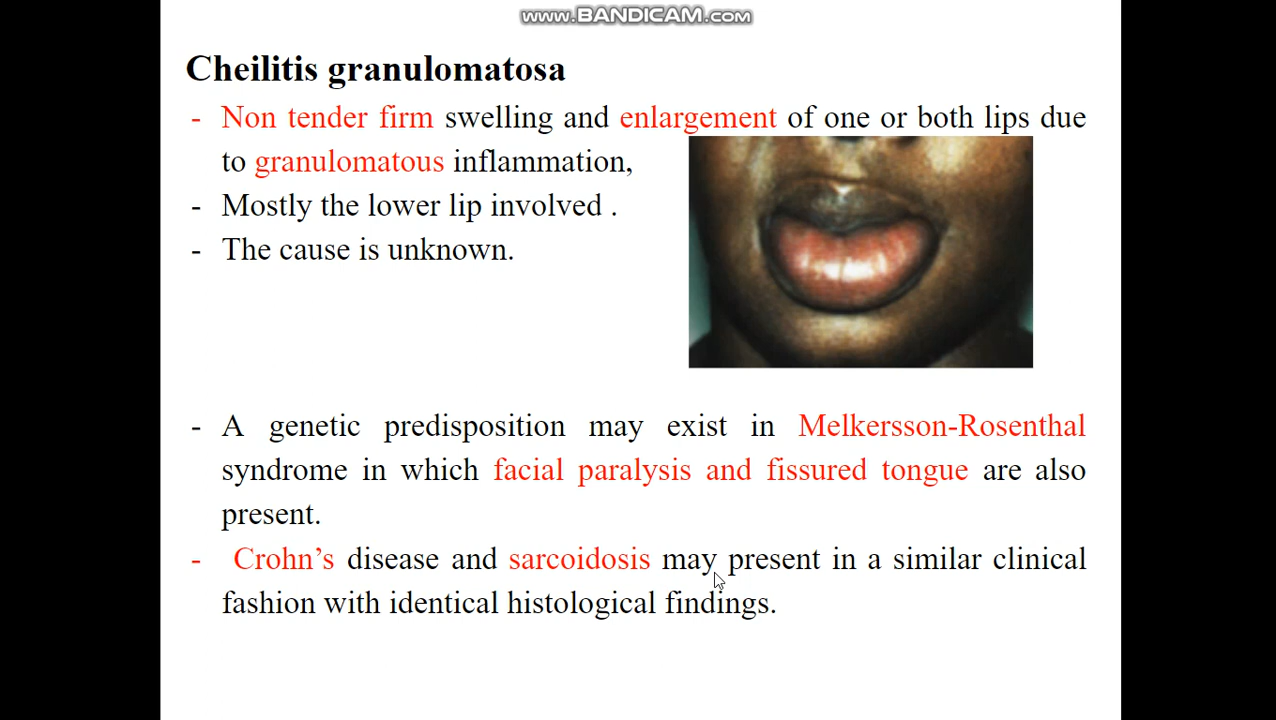 www.BANDICAM.com
Cheilitis granulomatosa
- Non tender firm swelling and enlargement of one or both lips due
to granulomatous inflammation,
- Mostly the lower lip involved .
- The cause is unknown.
- A genetic predisposition may exist in Melkersson-Rosenthal
syndrome in which facial paralysis and fissured tongue are also
present.
- Crohn’s disease and sarcoidosis may present in a similar clinical
fashion with identical histological findings.